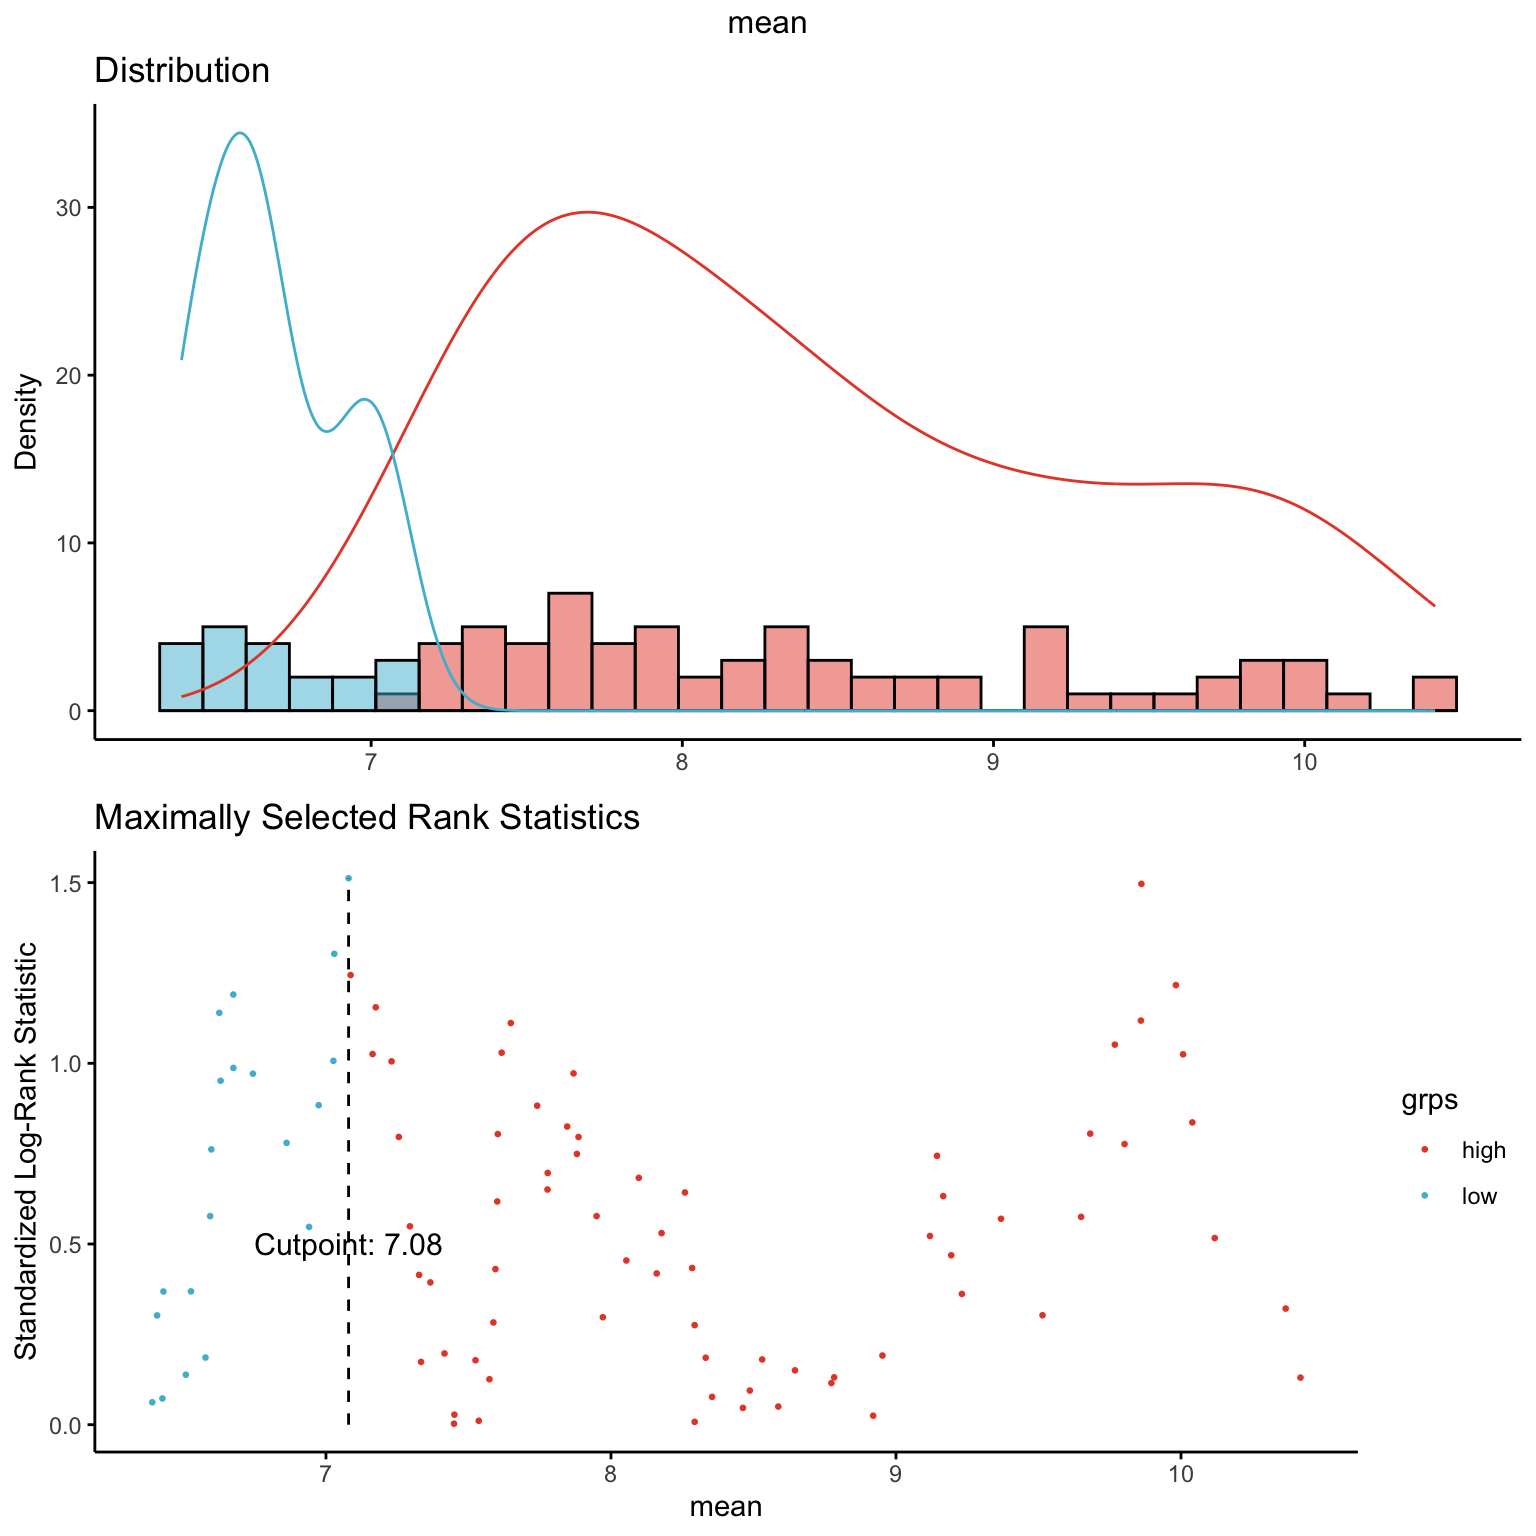 mean
Distribution
Density
30
20
10
0
7 8 9 10
Maximally Selected Rank Statistics
Standardized Log-Rank Statistic
1.5
1.0
0.5
0.0
Cutpoint: 7.08
7 8 9 10
mean
grps
high
low